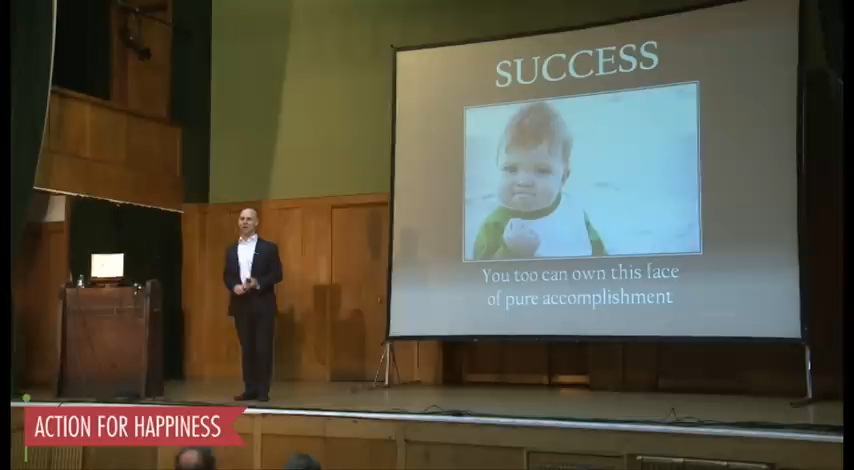 SUCCESS
You too can own this face
of pure accomplishment
ACTION FOR HAPPINESS